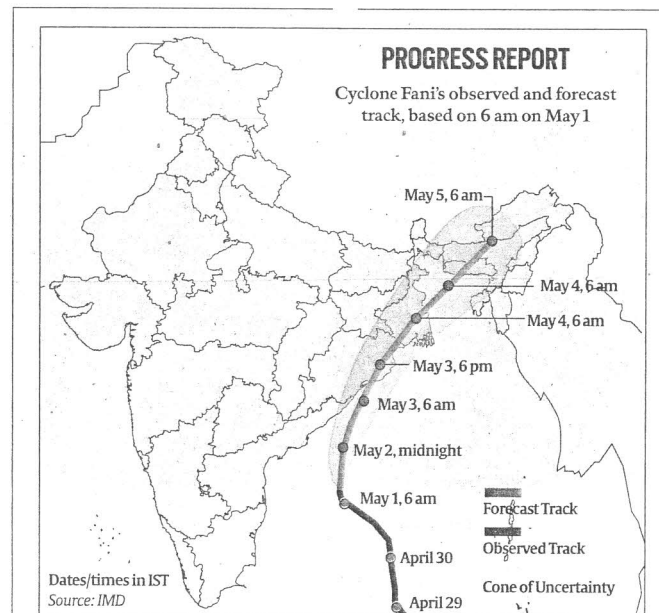 PROGRESS REPORT
Cyclone Fani's observed and forecast
track, based on 6 am on May 1
May 5, 6 am
May 4, 6 am
May 4, 6 am
May 3, 6 pm
May 3, 6 am
May 2, midnight
May 1, 6 am
Forecast Track
Observed Track
April 30
Dates/times in IST
Cone of Uncertainty
Source: IMD
April 29